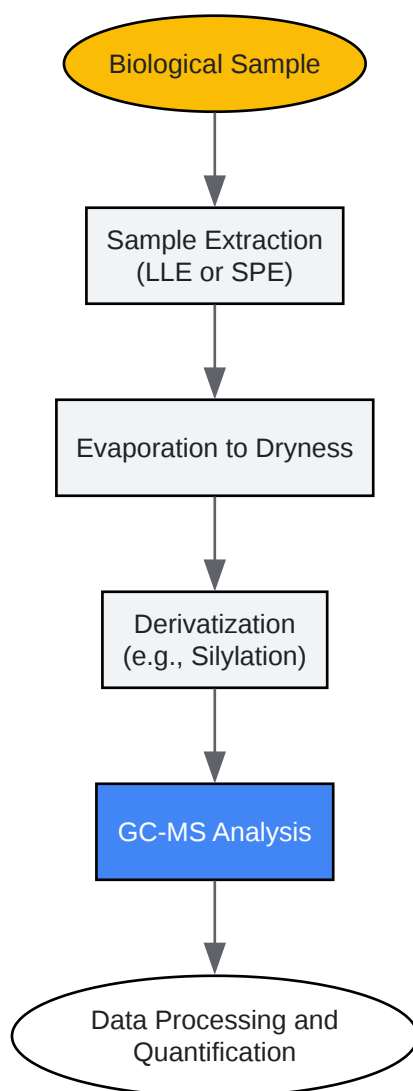 Biological Sample
Sample Extraction
(LLE or SPE)
Evaporation to Dryness
Derivatization
(e.g., Silylation)
GC-MS Analysis
Data Processing and
Quantification